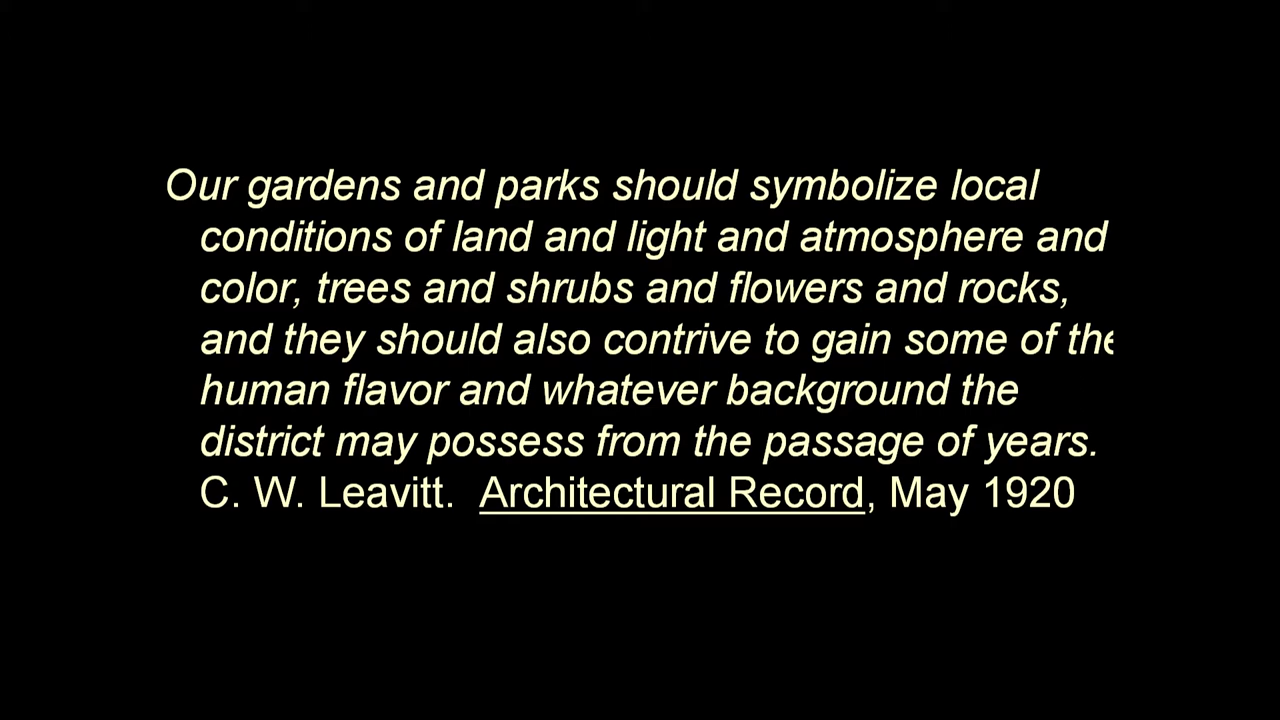 Our gardens and parks should symbolize local
conditions of land and light and atmosphere and
color, trees and shrubs and flowers and rocks,
and they should also contrive to gain some of the
human flavor and whatever background the
district may possess from the passage of years.
C. W. Leavitt.  Architectural Record, May 1920